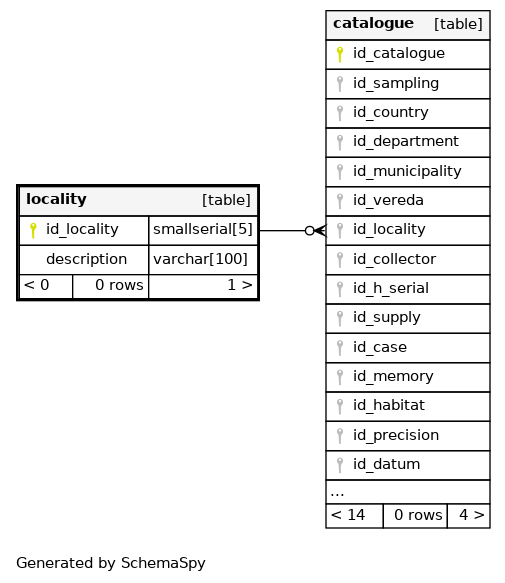 catalogue [table]
id_catalogue
id_sampling
id_country
id_department
id_municipality
id_vereda
id_locality
id_collector
id_h_serial
id_supply
id_case
id_memory
id_habitat
id_precision
id_datum
...
< 14 0 rows 4 >
locality [table]
id_locality smallserial[5]
description varchar[100]
< 0 0 rows 1 >
Generated by SchemaSpy